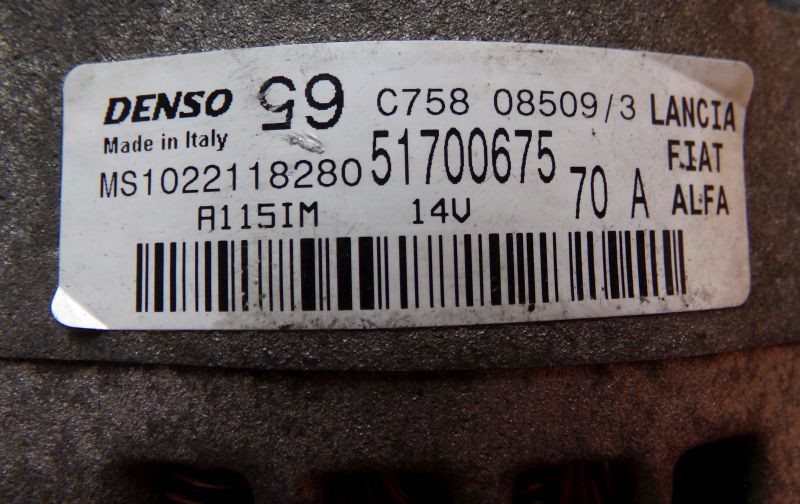 DENSO 65 C758 08509/3 LANCIA
Made in Italy 51700675 FIAT
MS1022118280 70 A ALFA
A115IM 14V